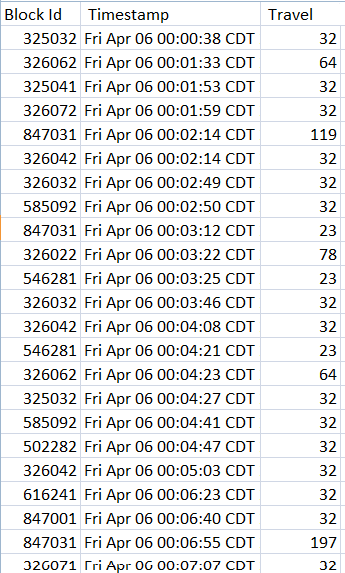 Block Id Timestamp Travel
325032 Fri Apr 06 00:00:38 CDT 32
326062 Fri Apr 06 00:01:33 CDT 64
325041 Fri Apr 06 00:01:53 CDT 32
326072 Fri Apr 06 00:01:59 CDT 32
847031 Fri Apr 06 00:02:14 CDT 119
326042 Fri Apr 06 00:02:14 CDT 32
326032 Fri Apr 06 00:02:49 CDT 32
585092 Fri Apr 06 00:02:50 CDT 32
847031 Fri Apr 06 00:03:12 CDT 23
326022 Fri Apr 06 00:03:22 CDT 78
546281 Fri Apr 06 00:03:25 CDT 23
326032 Fri Apr 06 00:03:46 CDT 32
326042 Fri Apr 06 00:04:08 CDT 32
546281 Fri Apr 06 00:04:21 CDT 23
326062 Fri Apr 06 00:04:23 CDT 64
325032 Fri Apr 06 00:04:27 CDT 32
585092 Fri Apr 06 00:04:41 CDT 32
502282 Fri Apr 06 00:04:47 CDT 32
326042 Fri Apr 06 00:05:03 CDT 32
616241 Fri Apr 06 00:06:23 CDT 32
847001 Fri Apr 06 00:06:40 CDT 32
847031 Fri Apr 06 00:06:55 CDT 197
326071 Fri Apr 06 00:07:07 CDT 32